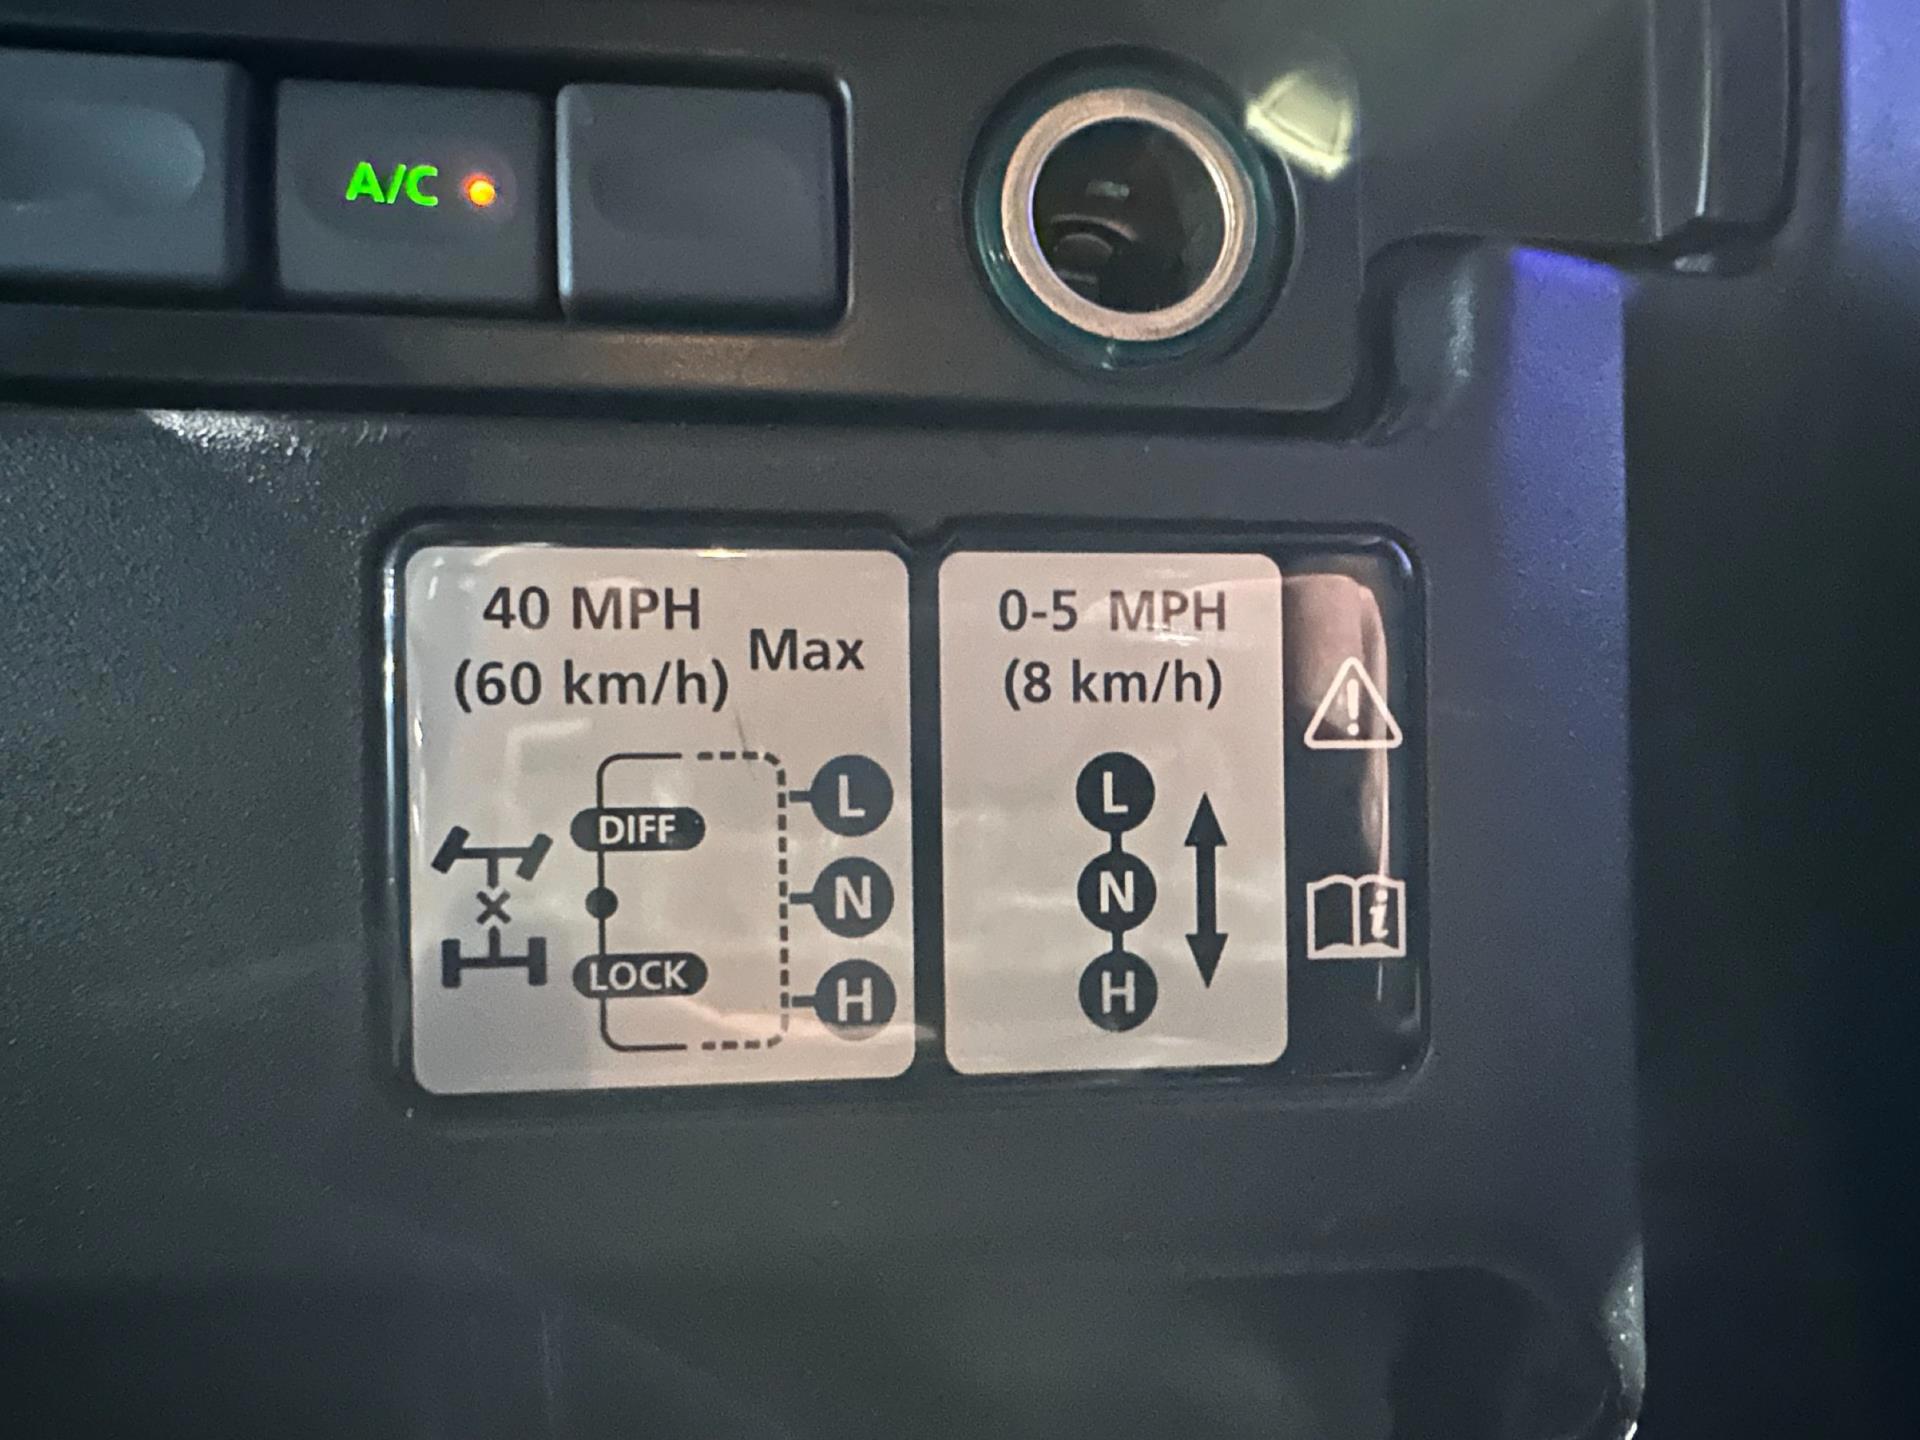 A/C
40 MPH
(60 km/h) Max
DIFF
LOCK
L
N
H
0-5 MPH
(8 km/h)
L
N
H
i